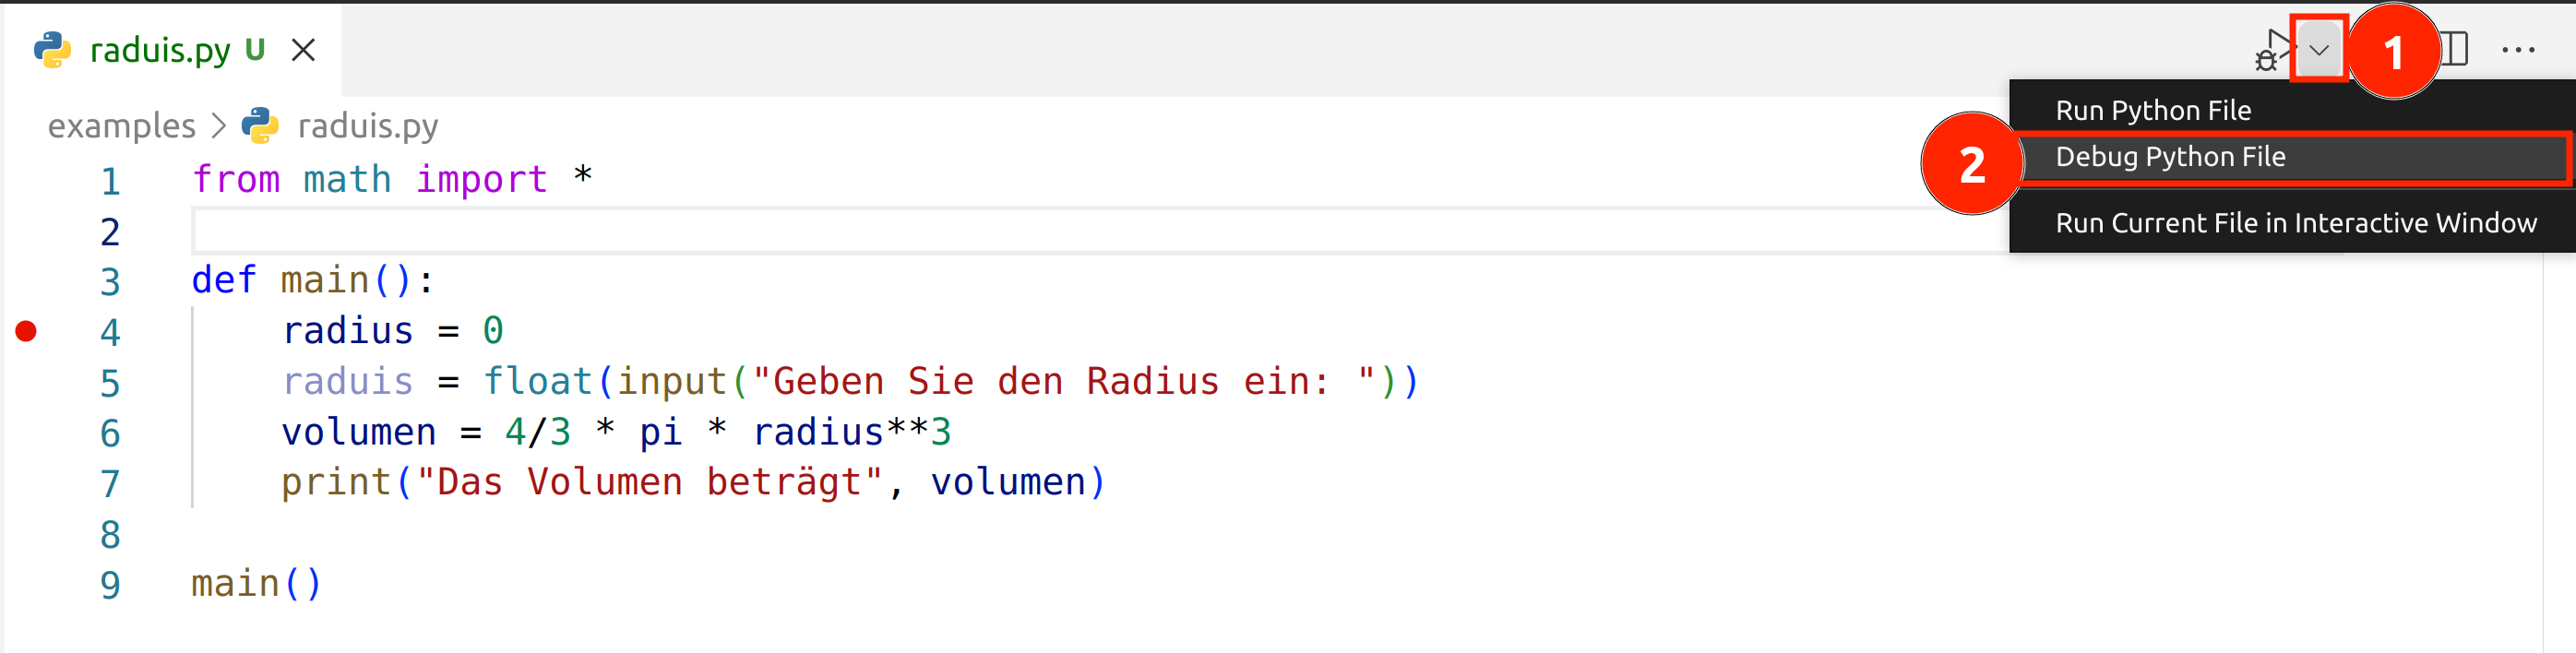 raduis.py U
1
Run Python File
2 Debug Python File
Run Current File in Interactive Window
examples > raduis.py
1 from math import *
2
3 def main():
4     radius = 0
5     raduis = float(input("Geben Sie den Radius ein: "))
6     volumen = 4/3 * pi * radius**3
7     print("Das Volumen beträgt", volumen)
8
9 main()